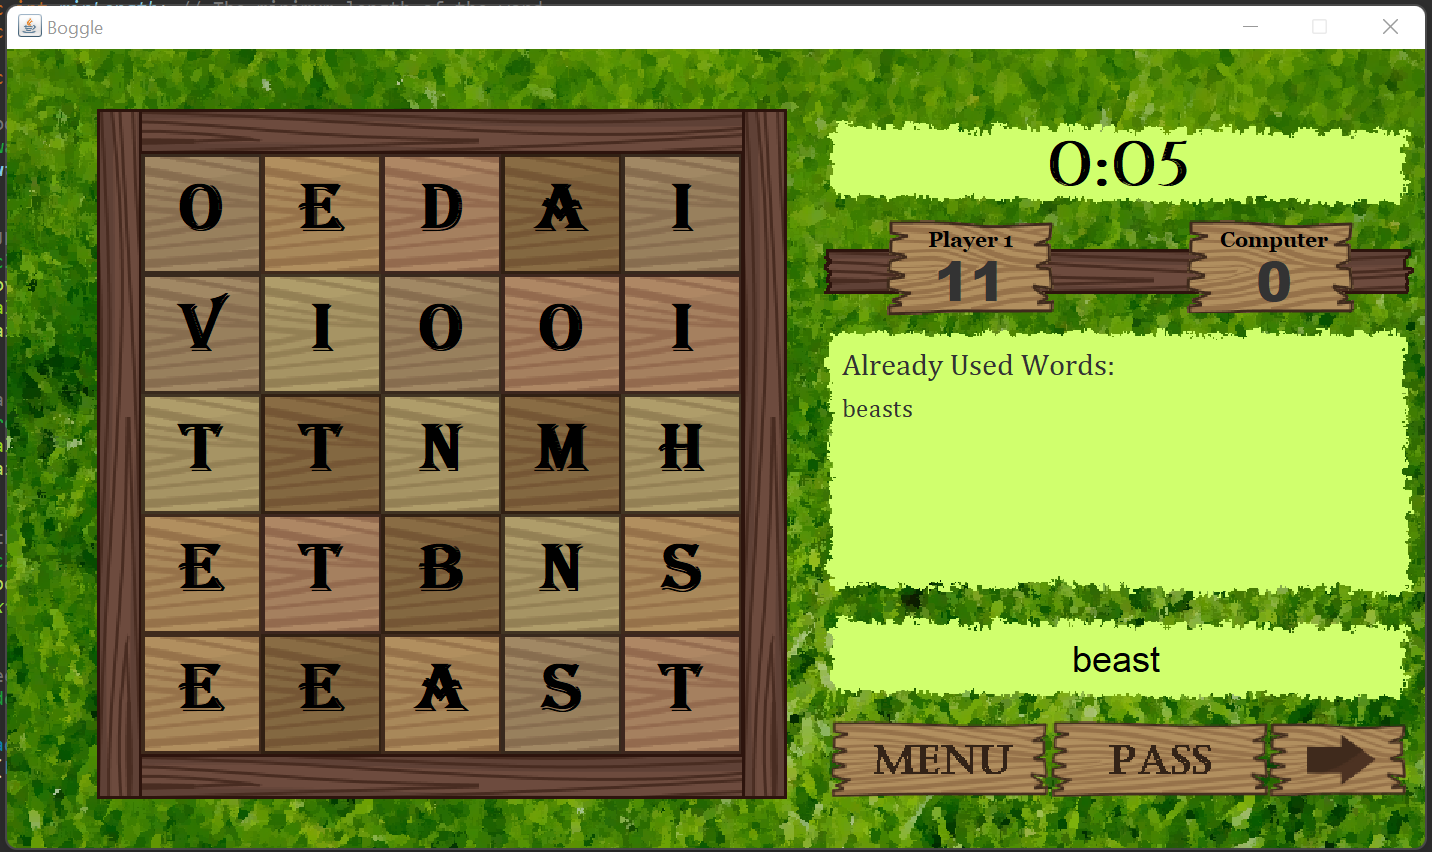 Boggle
O E D A I
V I O O I
T T N M H
E T B N S
E E A S T
0:05
Player 1 Computer
11 0
Already Used Words:
beasts
beast
MENU PASS